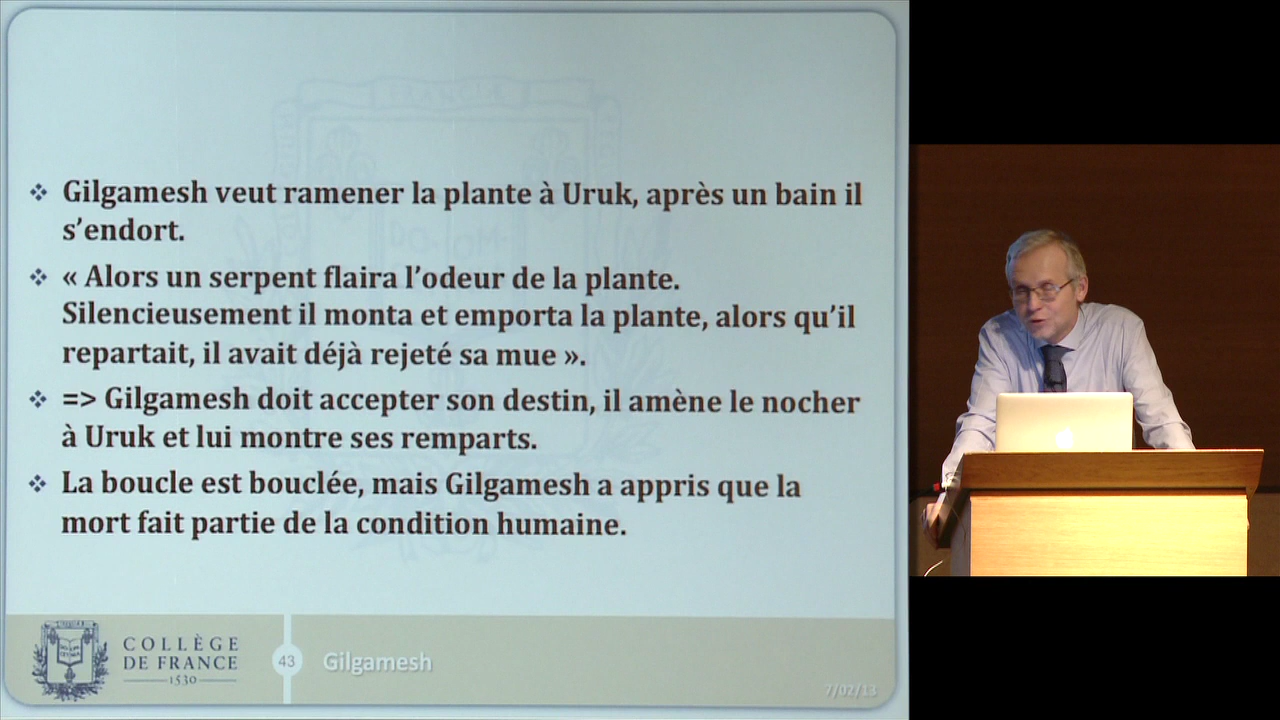 ❖ Gilgamesh veut ramener la plante à Uruk, après un bain il
s'endort.
❖ « Alors un serpent flaira l'odeur de la plante.
Silencieusement il monta et emporta la plante, alors qu'il
repartait, il avait déjà rejeté sa mue ».
❖ => Gilgamesh doit accepter son destin, il amène le nocher
à Uruk et lui montre ses remparts.
❖ La boucle est bouclée, mais Gilgamesh a appris que la
mort fait partie de la condition humaine.
COLLÈGE
DE FRANCE
1530
43
Gilgamesh
7/02/13